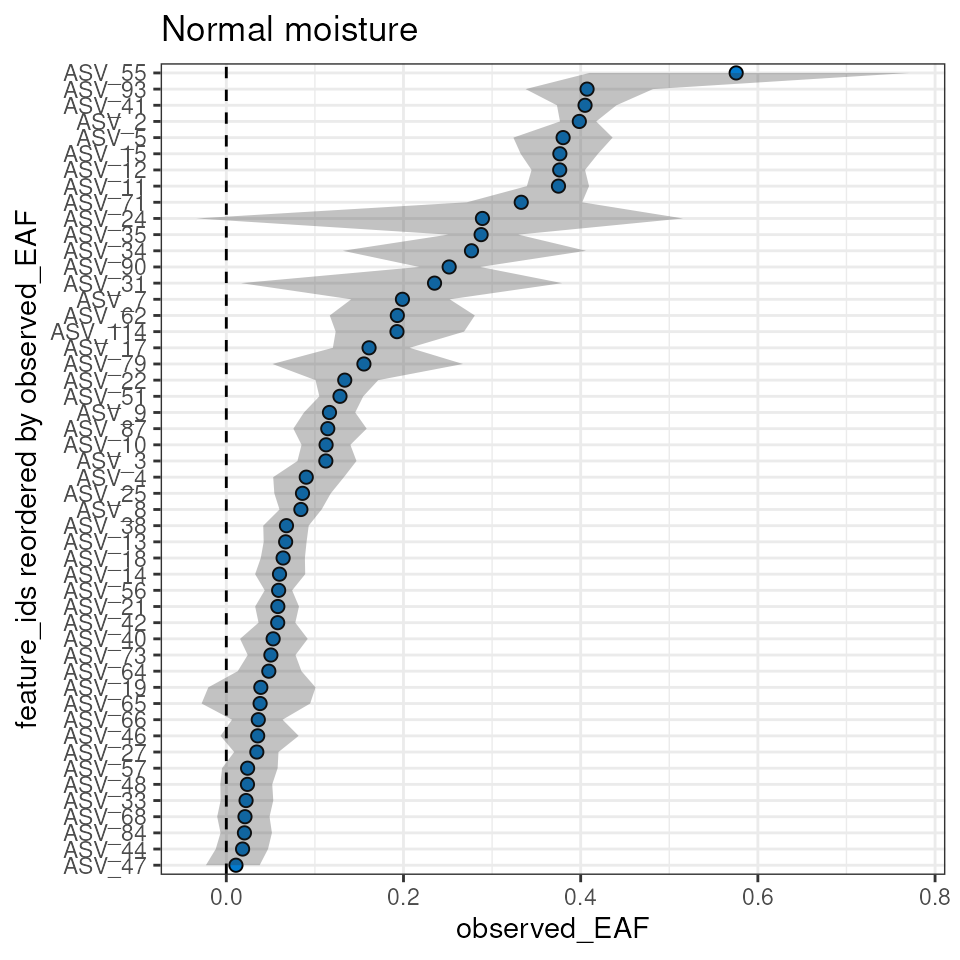 Normal moisture
feature_ids reordered by observed_EAF
ASV_55
ASV_93
ASV_41
ASV_2
ASV_5
ASV_15
ASV_12
ASV_11
ASV_71
ASV_24
ASV_35
ASV_34
ASV_90
ASV_31
ASV_7
ASV_62
ASV_114
ASV_17
ASV_79
ASV_22
ASV_51
ASV_9
ASV_87
ASV_10
ASV_3
ASV_4
ASV_25
ASV_8
ASV_38
ASV_13
ASV_18
ASV_14
ASV_56
ASV_21
ASV_42
ASV_40
ASV_73
ASV_64
ASV_19
ASV_65
ASV_66
ASV_46
ASV_27
ASV_57
ASV_48
ASV_33
ASV_68
ASV_84
ASV_44
ASV_47
0.0 0.2 0.4 0.6 0.8
observed_EAF